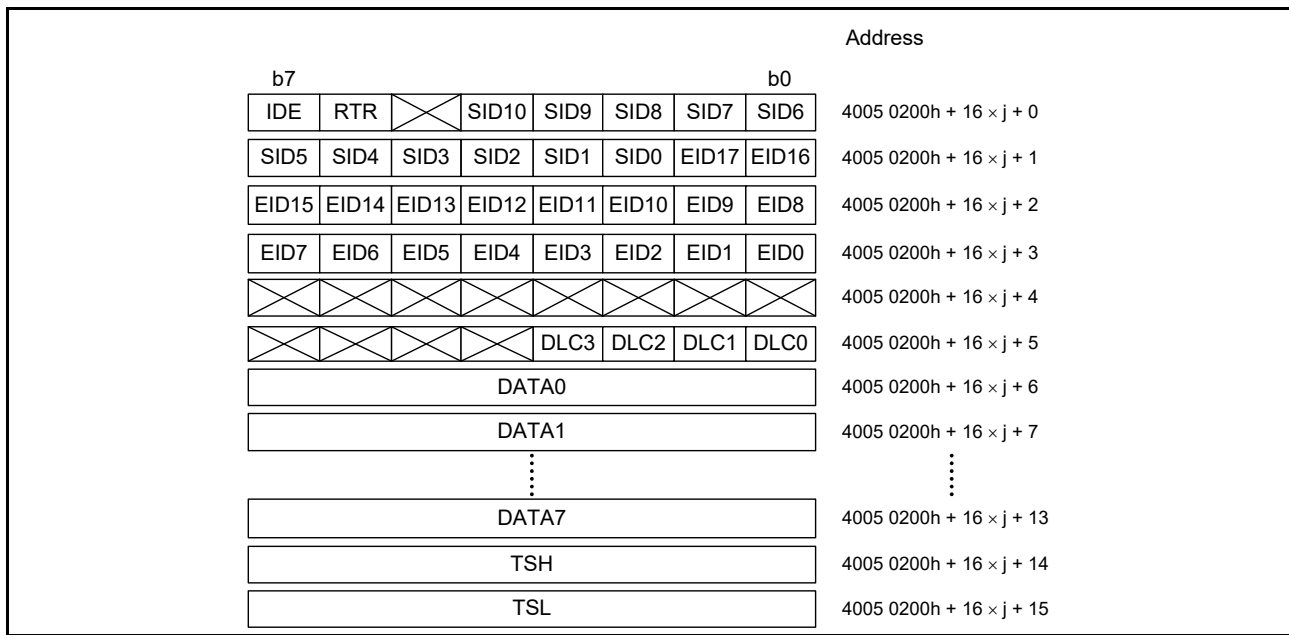 Address
b7 b0
IDE RTR SID10 SID9 SID8 SID7 SID6 4005 0200h + 16 × j + 0
SID5 SID4 SID3 SID2 SID1 SID0 EID17 EID16 4005 0200h + 16 × j + 1
EID15 EID14 EID13 EID12 EID11 EID10 EID9 EID8 4005 0200h + 16 × j + 2
EID7 EID6 EID5 EID4 EID3 EID2 EID1 EID0 4005 0200h + 16 × j + 3
4005 0200h + 16 × j + 4
DLC3 DLC2 DLC1 DLC0 4005 0200h + 16 × j + 5
DATA0 4005 0200h + 16 × j + 6
DATA1 4005 0200h + 16 × j + 7
DATA7 4005 0200h + 16 × j + 13
TSH 4005 0200h + 16 × j + 14
TSL 4005 0200h + 16 × j + 15